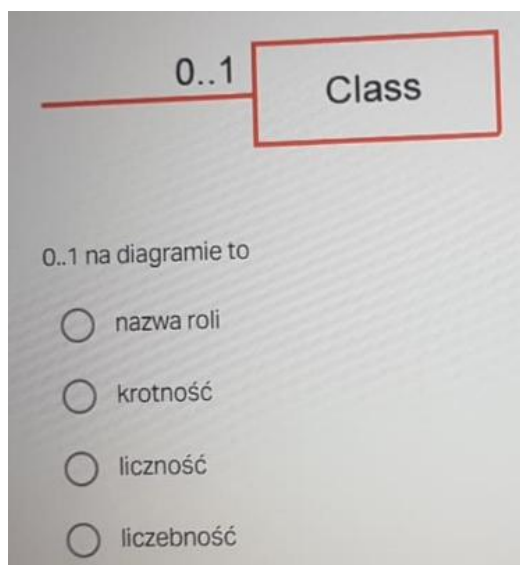 0..1
Class
0..1 na diagramie to
nazwa roli
krotność
liczność
liczebność